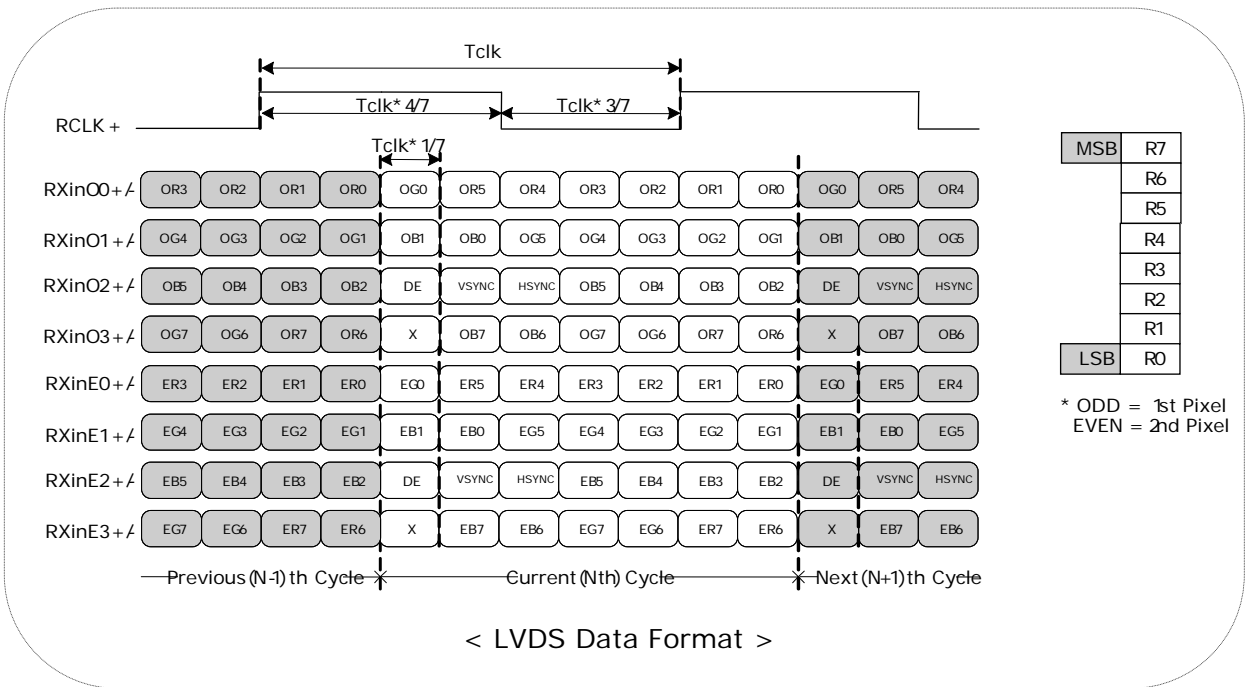 Tclk
Tclk* 4/7 Tclk* 3/7
RCLK +
Tclk* 1/7
MSB R7
R6
R5
R4
R3
R2
R1
LSB R0
* ODD = 1st Pixel
EVEN = 2nd Pixel
RXinO0+/- OR3 OR2 OR1 OR0 OG0 OR5 OR4 OR3 OR2 OR1 OR0 OG0 OR5 OR4
RXinO1+/- OG4 OG3 OG2 OG1 OB1 OB0 OG5 OG4 OG3 OG2 OG1 OB1 OB0 OG5
RXinO2+/- OB5 OB4 OB3 OB2 DE VSYNC HSYNC OB5 OB4 OB3 OB2 DE VSYNC HSYNC
RXinO3+/- OG7 OG6 OR7 OR6 X OB7 OB6 OG7 OG6 OR7 OR6 X OB7 OB6
RXinE0+/- ER3 ER2 ER1 ER0 EG0 ER5 ER4 ER3 ER2 ER1 ER0 EG0 ER5 ER4
RXinE1+/- EG4 EG3 EG2 EG1 EB1 EB0 EG5 EG4 EG3 EG2 EG1 EB1 EB0 EG5
RXinE2+/- EB5 EB4 EB3 EB2 DE VSYNC HSYNC EB5 EB4 EB3 EB2 DE VSYNC HSYNC
RXinE3+/- EG7 EG6 ER7 ER6 X EB7 EB6 EG7 EG6 ER7 ER6 X EB7 EB6
Previous (N-1)th Cycle Current (Nth) Cycle Next (N+1)th Cycle
< LVDS Data Format >